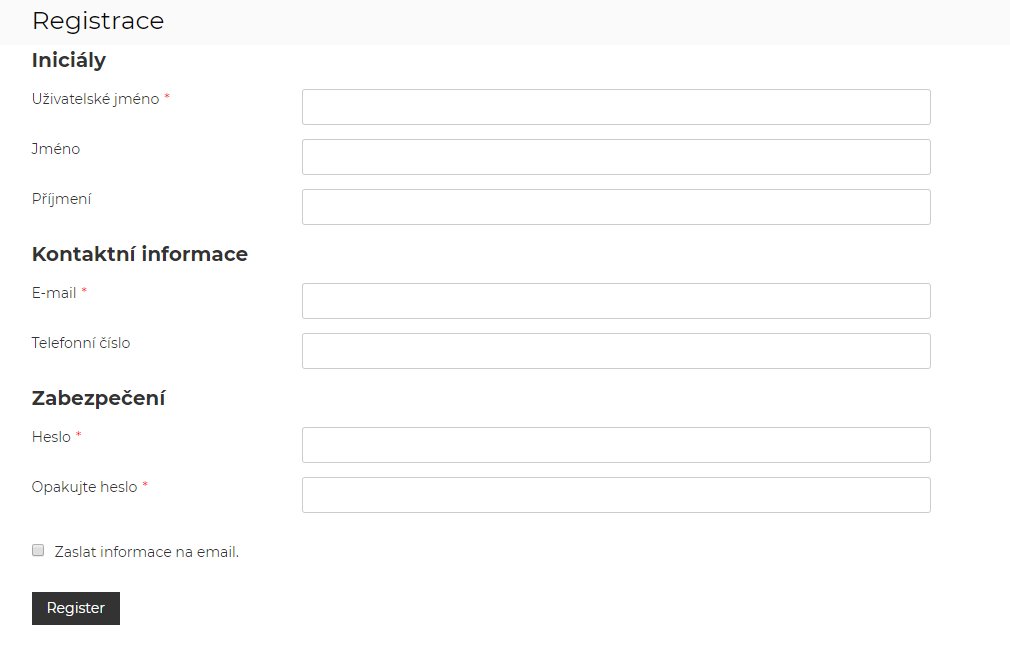 Registrace
Iniciály
Uživatelské jméno *
Jméno
Příjmení
Kontaktní informace
E-mail *
Telefonní číslo
Zabezpečení
Heslo *
Opakujte heslo *
Zaslat informace na email.
Register